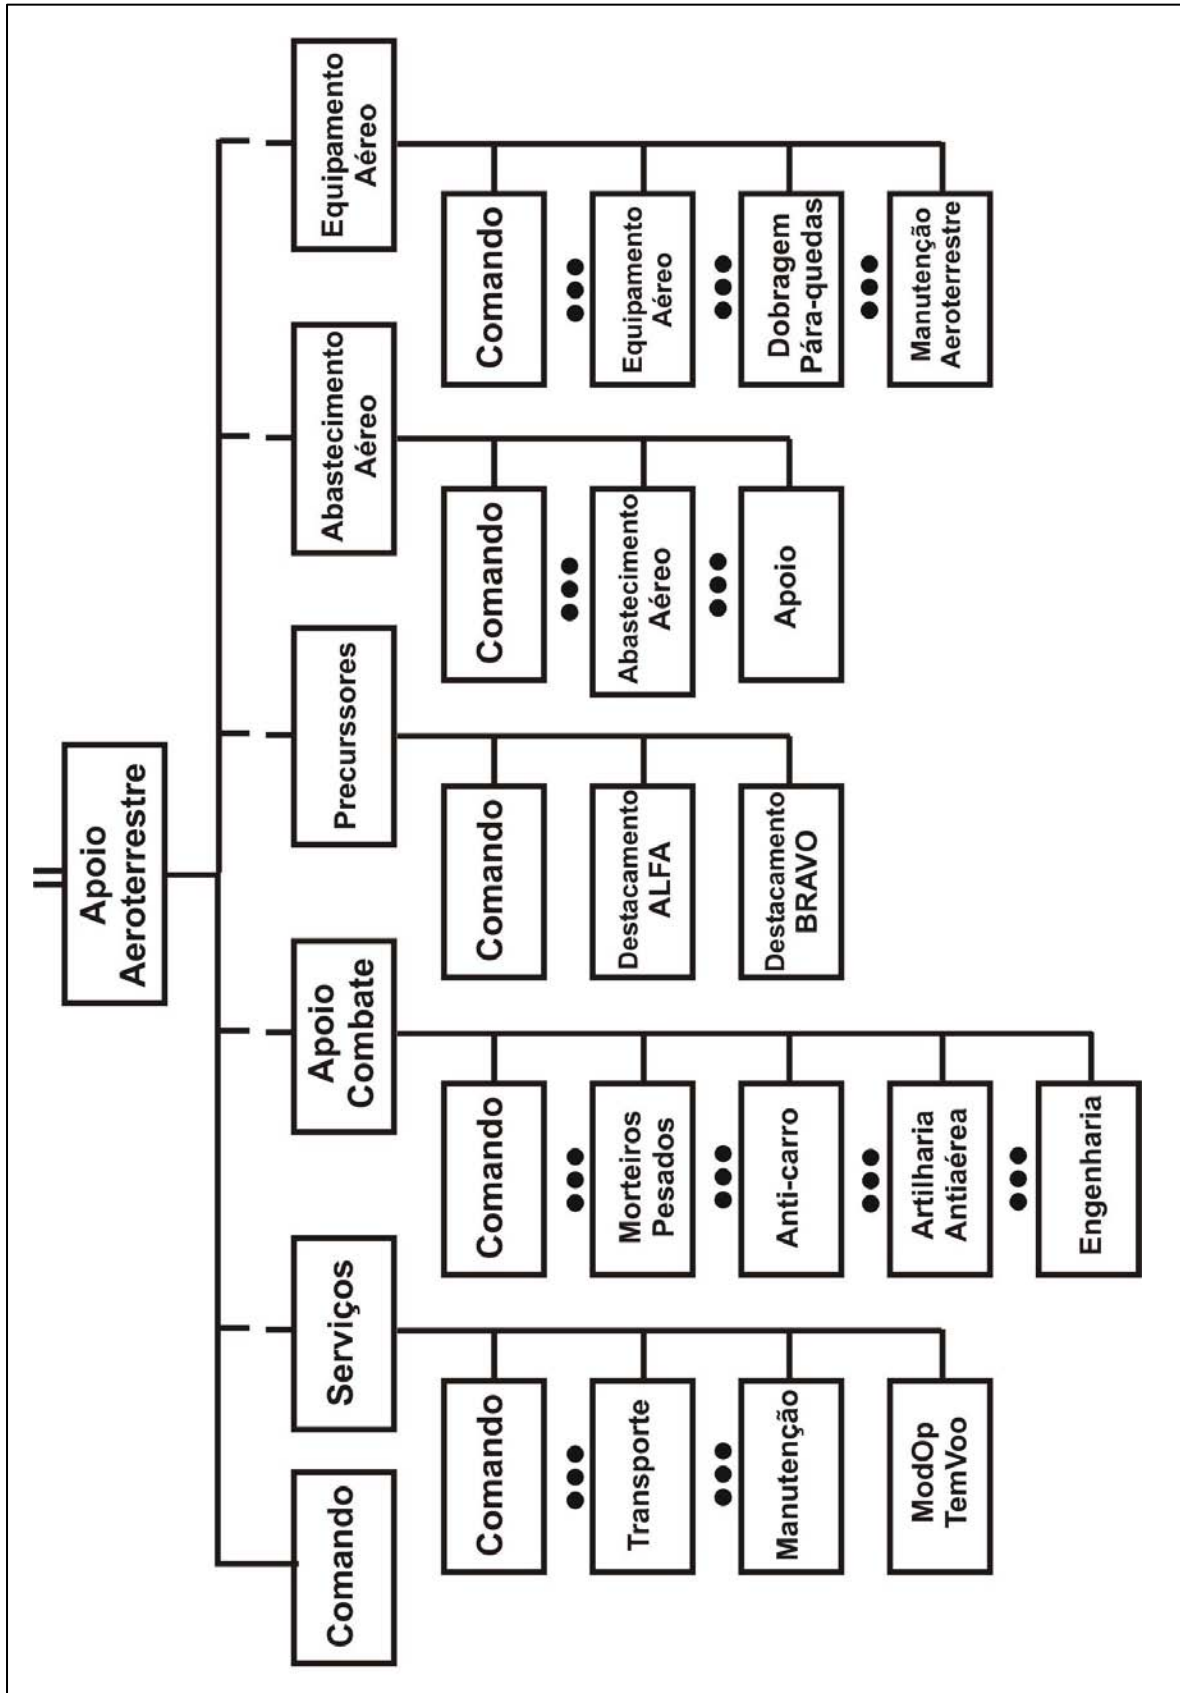 Apoio
Aeroterrestre
Comando
Serviços
Apoio
Combate
Precurssores
Abastecimento
Aéreo
Equipamento
Aéreo
Comando
Comando
Comando
Comando
Comando
Transporte
Morteiros
Pesados
Destacamento
ALFA
Abastecimento
Aéreo
Equipamento
Aéreo
Manutenção
Anti-carro
Destacamento
BRAVO
Apoio
Dobragem
Pára-quedas
ModOp
TemVoo
Artilharia
Antiaérea
Manutenção
Aeroterrestre
Engenharia